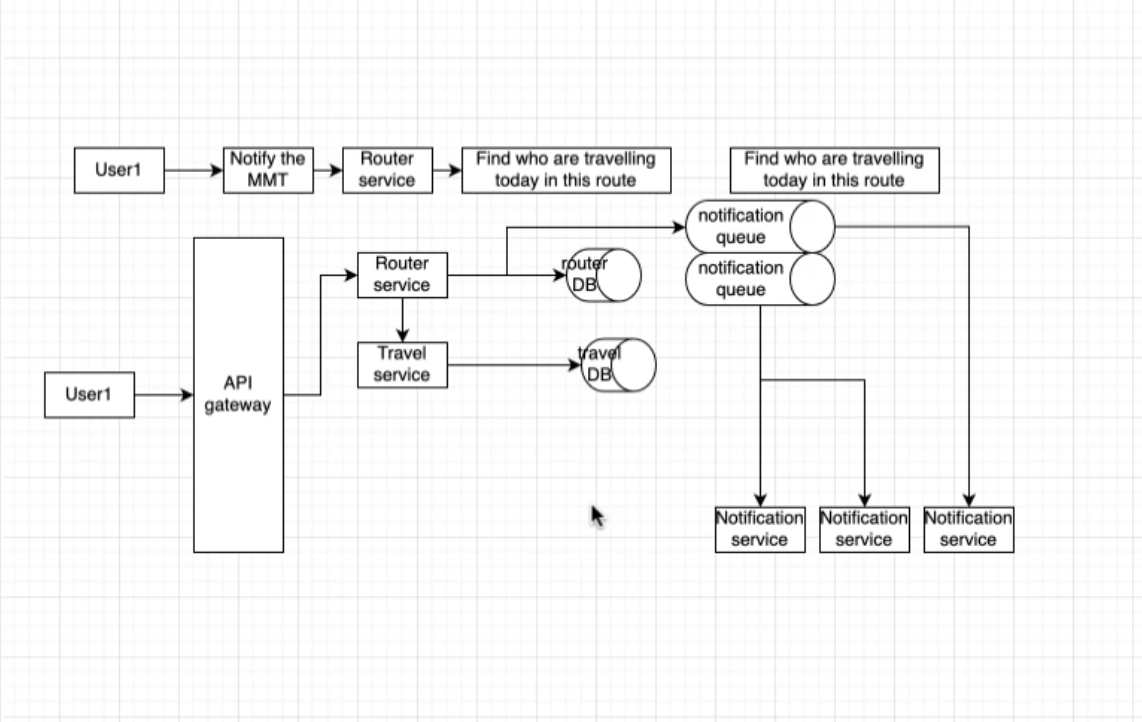 User1
Notify the
MMT
Router
service
Find who are travelling
today in this route
Find who are travelling
today in this route
notification
queue
Router
service
router
DB
notification
queue
Travel
service
travel
DB
User1
API
gateway
Notification
service
Notification
service
Notification
service